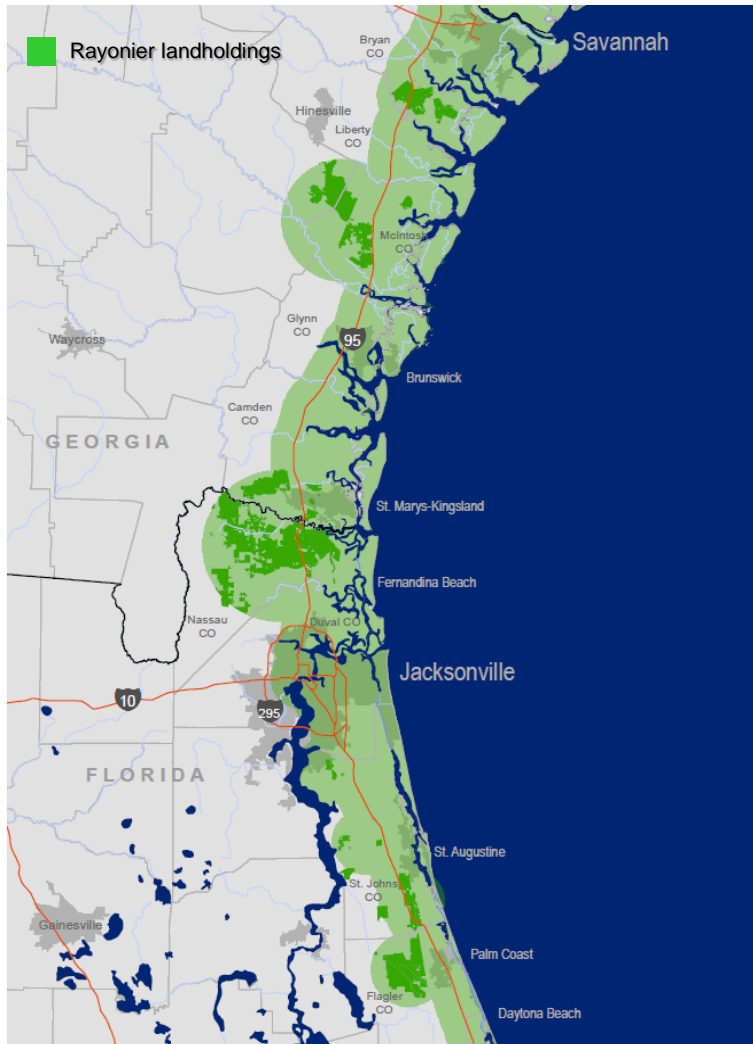 Rayonier landholdings
Bryan
CO
Savannah
Hinesville
Liberty
CO
McIntosh
CO
Glynn
CO
95
Waycross
Brunswick
Camden
CO
GEORGIA
St. Marys-Kingsland
Fernandina Beach
Nassau
CO
Duval CO
Jacksonville
10
295
FLORIDA
St. Augustine
St. Johns
CO
Gainesville
Palm Coast
Flagler
CO
Daytona Beach